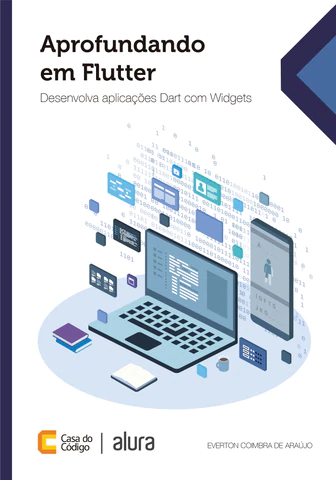 Aprofundando
em Flutter
Desenvolva aplicações Dart com Widgets
Casa do
Código
alura
EVERTON COIMBRA DE ARAÚJO